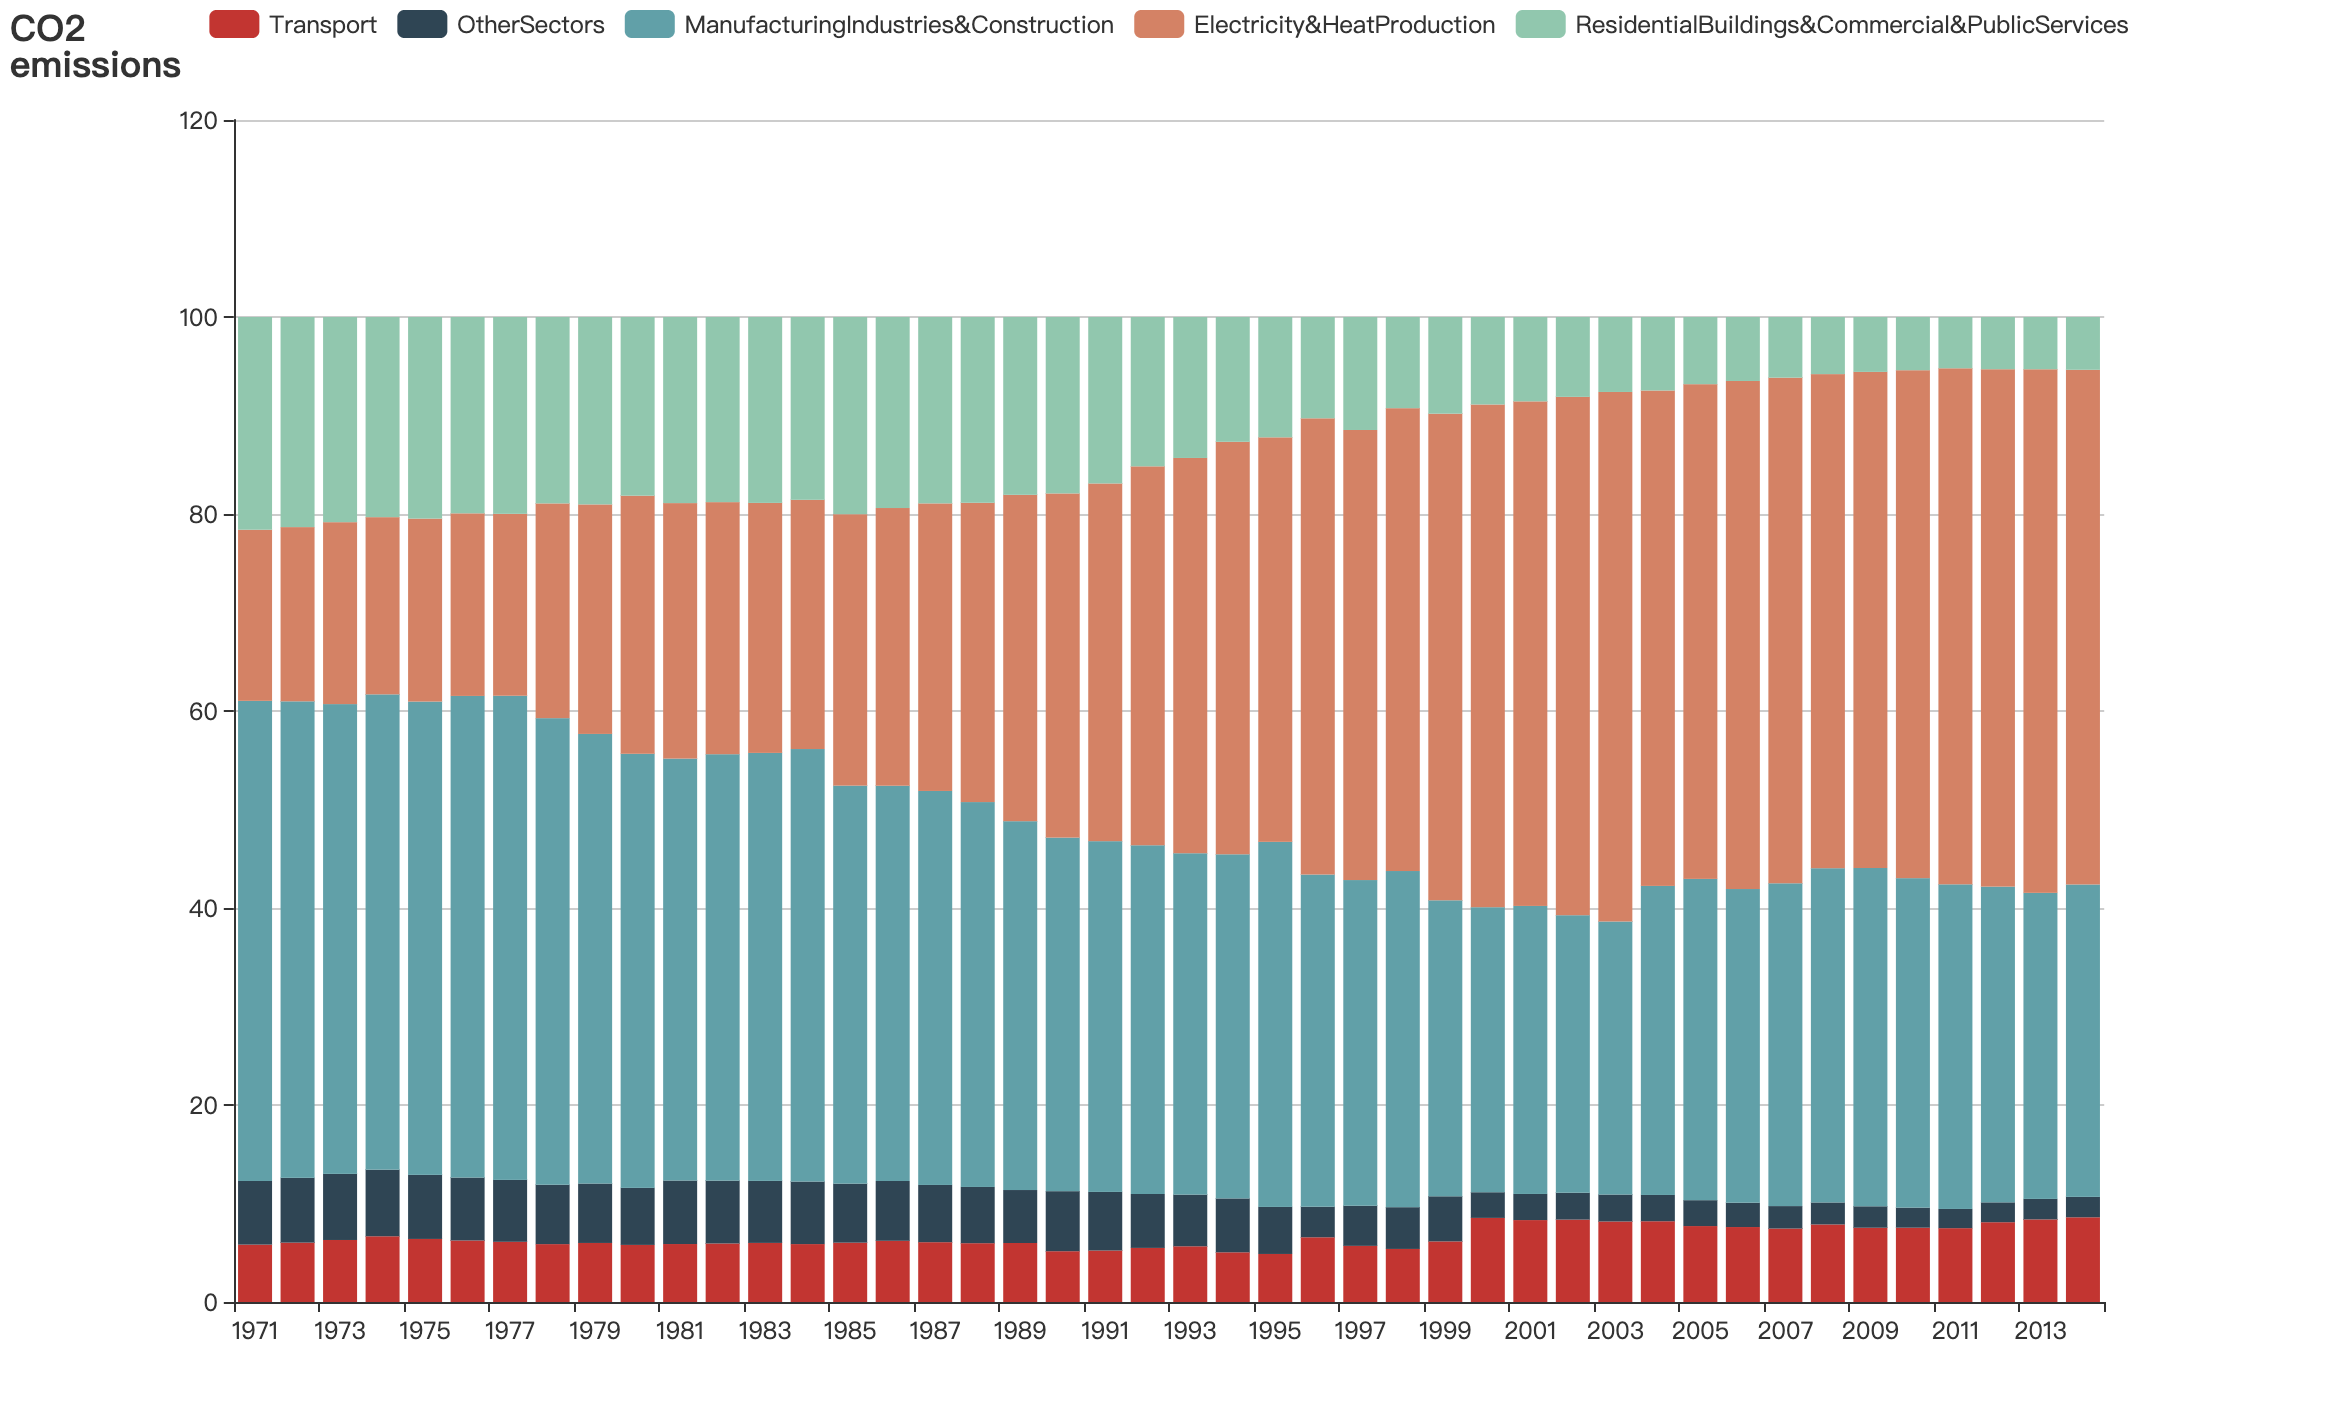 CO2
emissions
Transport OtherSectors ManufacturingIndustries&Construction Electricity&HeatProduction ResidentialBuildings&Commercial&PublicServices
120
100
80
60
40
20
0
1971 1973 1975 1977 1979 1981 1983 1985 1987 1989 1991 1993 1995 1997 1999 2001 2003 2005 2007 2009 2011 2013